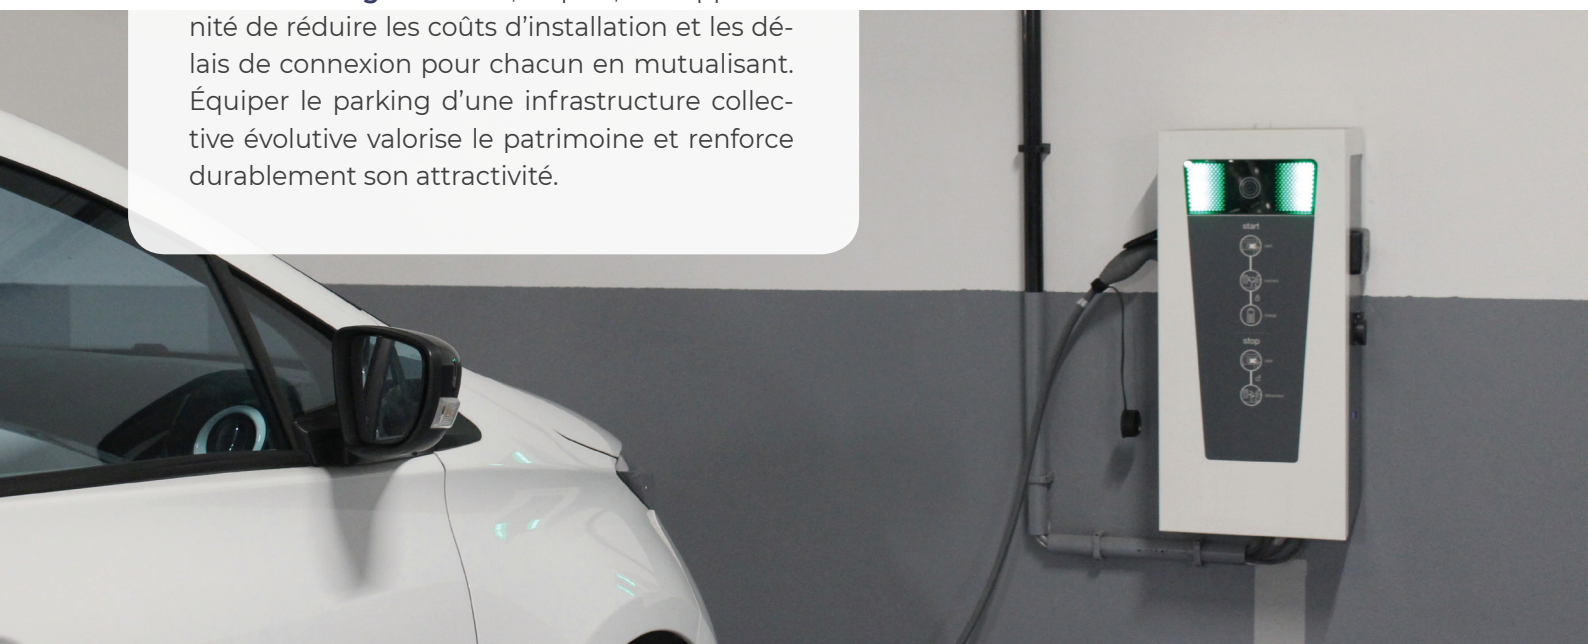 nité de réduire les coûts d’installation et les dé-
lais de connexion pour chacun en mutualisant.
Équiper le parking d’une infrastructure collec-
tive évolutive valorise le patrimoine et renforce
durablement son attractivité.
start
stop